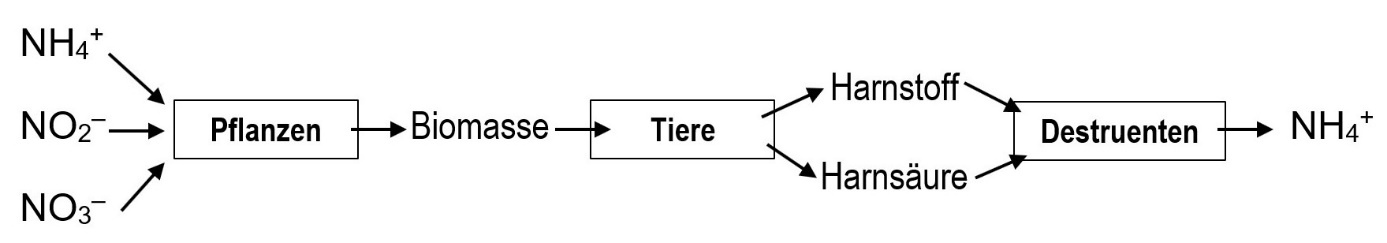 NH₄⁺
NO₂⁻
NO₃⁻
Pflanzen
Biomasse
Tiere
Harnstoff
Harnsäure
Destruenten
NH₄⁺